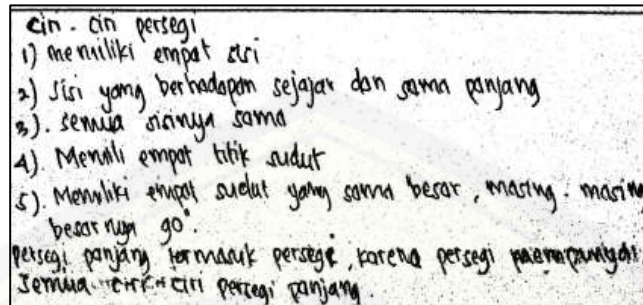 ciri - ciri persegi
1) memiliki empat sisi
2) Sisi yang berhadapan sejajar dan sama panjang
3). semua sisinya sama
4) Memili empat titik sudut
5). Memiliki empat sudut yang sama besar, masing - masing
besarnya 90°.
Persegi panjang termasuk persegi, karena persegi mempunyai
semua ciri - ciri persegi panjang.